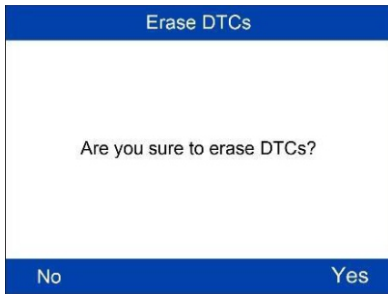 Erase DTCs
Are you sure to erase DTCs?
No Yes